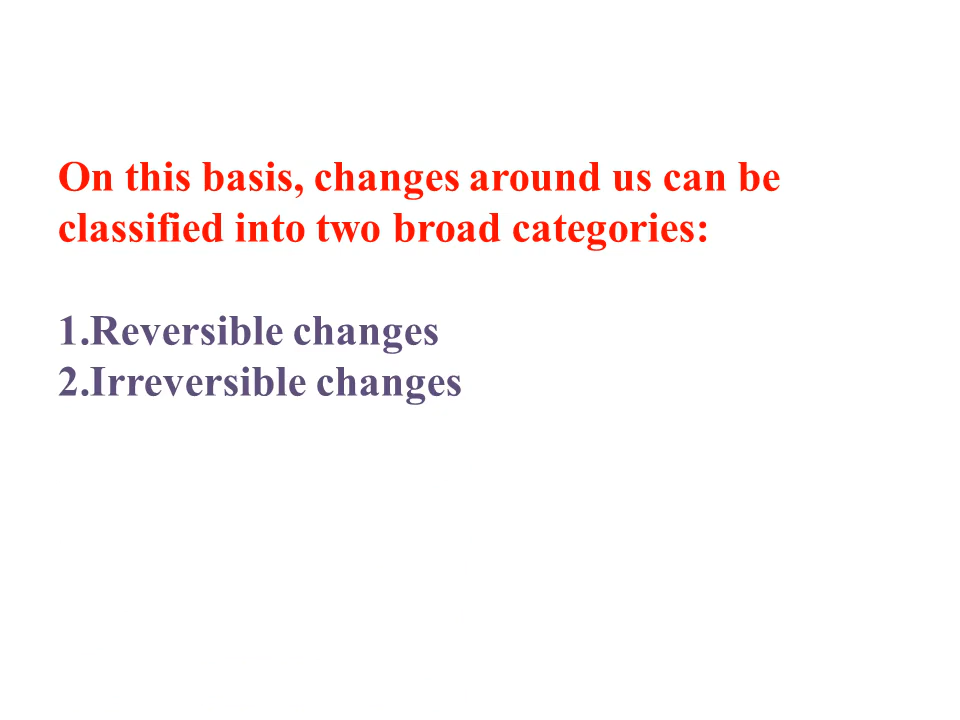 On this basis, changes around us can be
classified into two broad categories:
1.Reversible changes
2.Irreversible changes